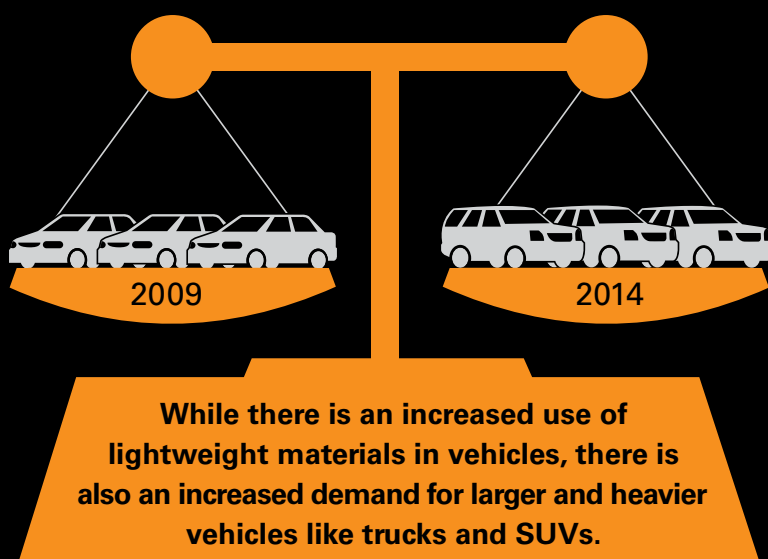 2009
2014
While there is an increased use of
lightweight materials in vehicles, there is
also an increased demand for larger and heavier
vehicles like trucks and SUVs.